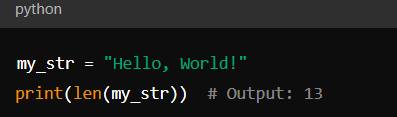 python
my_str = "Hello, World!"
print(len(my_str))  # Output: 13